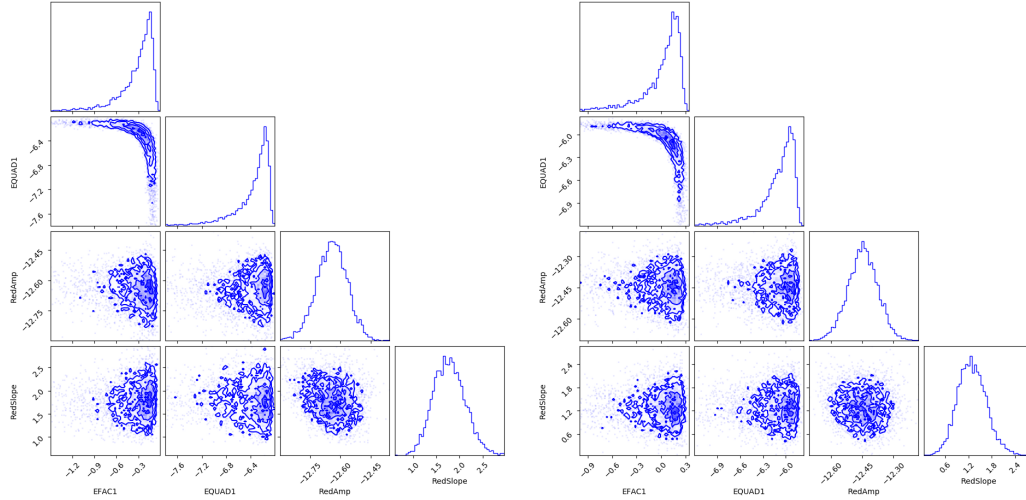 EQUAD1
−6.4
−6.8
−7.2
−7.6
RedAmp
−12.45
−12.60
−12.75
RedSlope
2.5
2.0
1.5
1.0
−1.2 −0.9 −0.6 −0.3
−7.6 −7.2 −6.8 −6.4
−12.75 −12.60 −12.45
1.0 1.5 2.0 2.5
EFAC1 EQUAD1 RedAmp RedSlope
EQUAD1
−6.0
−6.3
−6.6
−6.9
RedAmp
−12.30
−12.45
−12.60
RedSlope
2.4
1.8
1.2
0.6
−0.9 −0.6 −0.3 0.0 0.3
−6.9 −6.6 −6.3 −6.0
−12.60 −12.45 −12.30
0.6 1.2 1.8 2.4
EFAC1 EQUAD1 RedAmp RedSlope